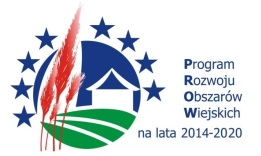 Program
Rozwoju
Obszarów
Wiejskich
na lata 2014-2020